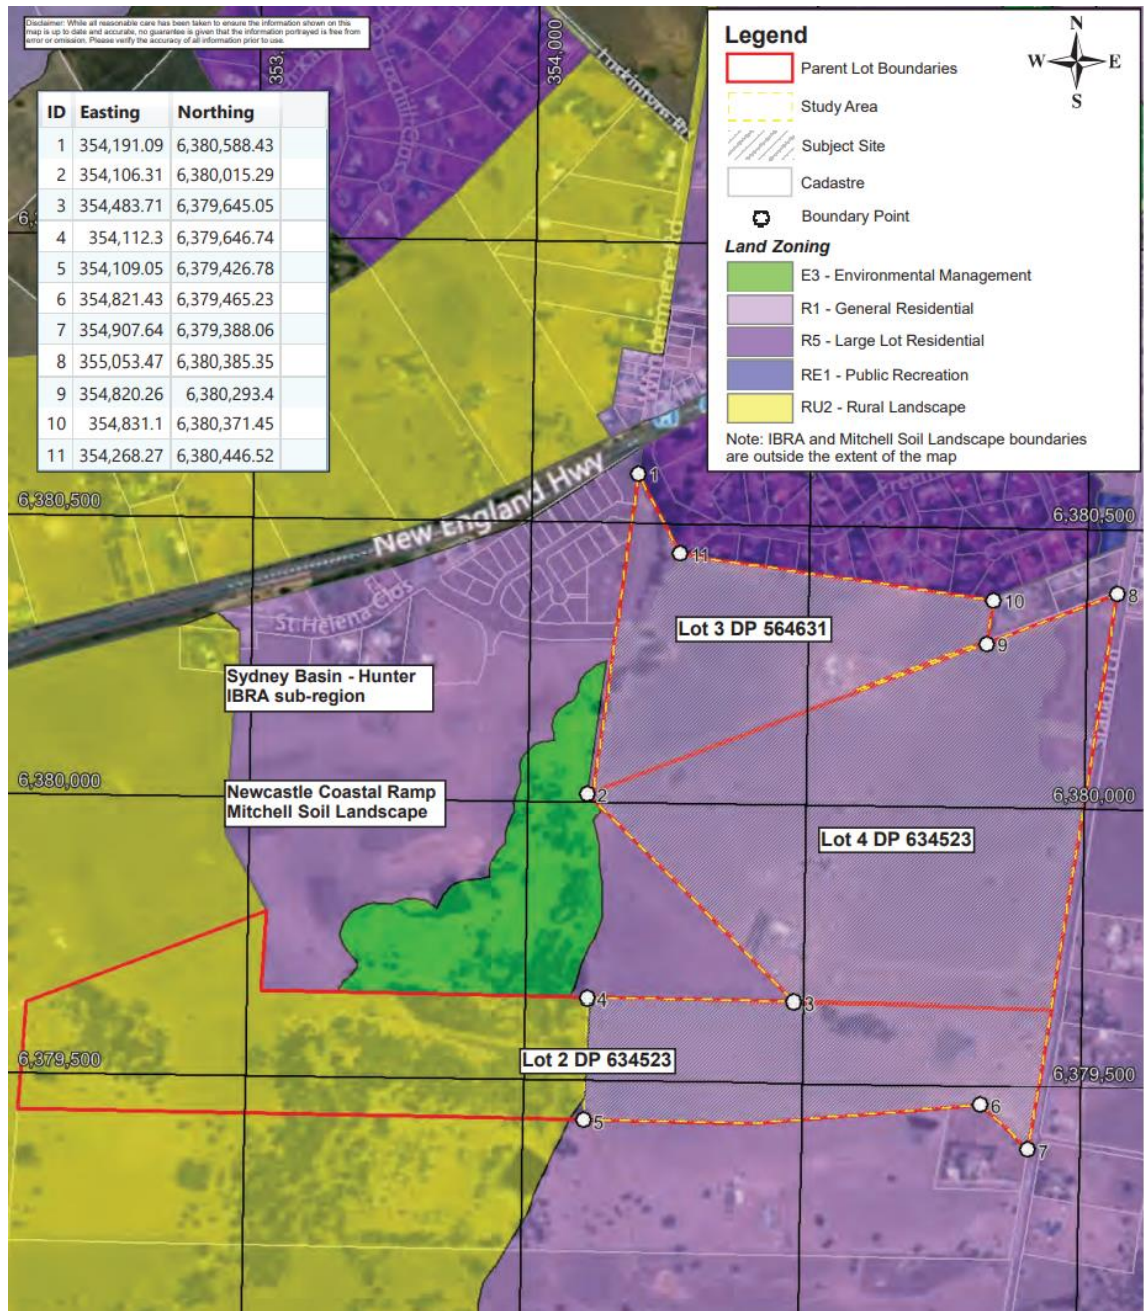 Disclaimer: While all reasonable care has been taken to ensure the information shown on this
map is up to date and accurate, no guarantee is given that the information portrayed is free from
error or omission. Please verify the accuracy of all information prior to use.
354,000
ID Easting Northing
1 354,191.09 6,380,588.43
2 354,106.31 6,380,015.29
3 354,483.71 6,379,645.05
4 354,112.3 6,379,646.74
5 354,109.05 6,379,426.78
6 354,821.43 6,379,465.23
7 354,907.64 6,379,388.06
8 355,053.47 6,380,385.35
9 354,820.26 6,380,293.4
10 354,831.1 6,380,371.45
11 354,268.27 6,380,446.52
Legend
N
W E
S
Parent Lot Boundaries
Study Area
Subject Site
Cadastre
Boundary Point
Land Zoning
E3 - Environmental Management
R1 - General Residential
R5 - Large Lot Residential
RE1 - Public Recreation
RU2 - Rural Landscape
Note: IBRA and Mitchell Soil Landscape boundaries
are outside the extent of the map
New England Hwy
1
6,380,500
6,380,500
11
St Helena Clos
10
8
Lot 3 DP 564631
9
Sydney Basin - Hunter
IBRA sub-region
Station Ln
6,380,000
6,380,000
Newcastle Coastal Ramp
Mitchell Soil Landscape
2
Lot 4 DP 634523
4
3
Lot 2 DP 634523
6,379,500
6,379,500
6
5
7